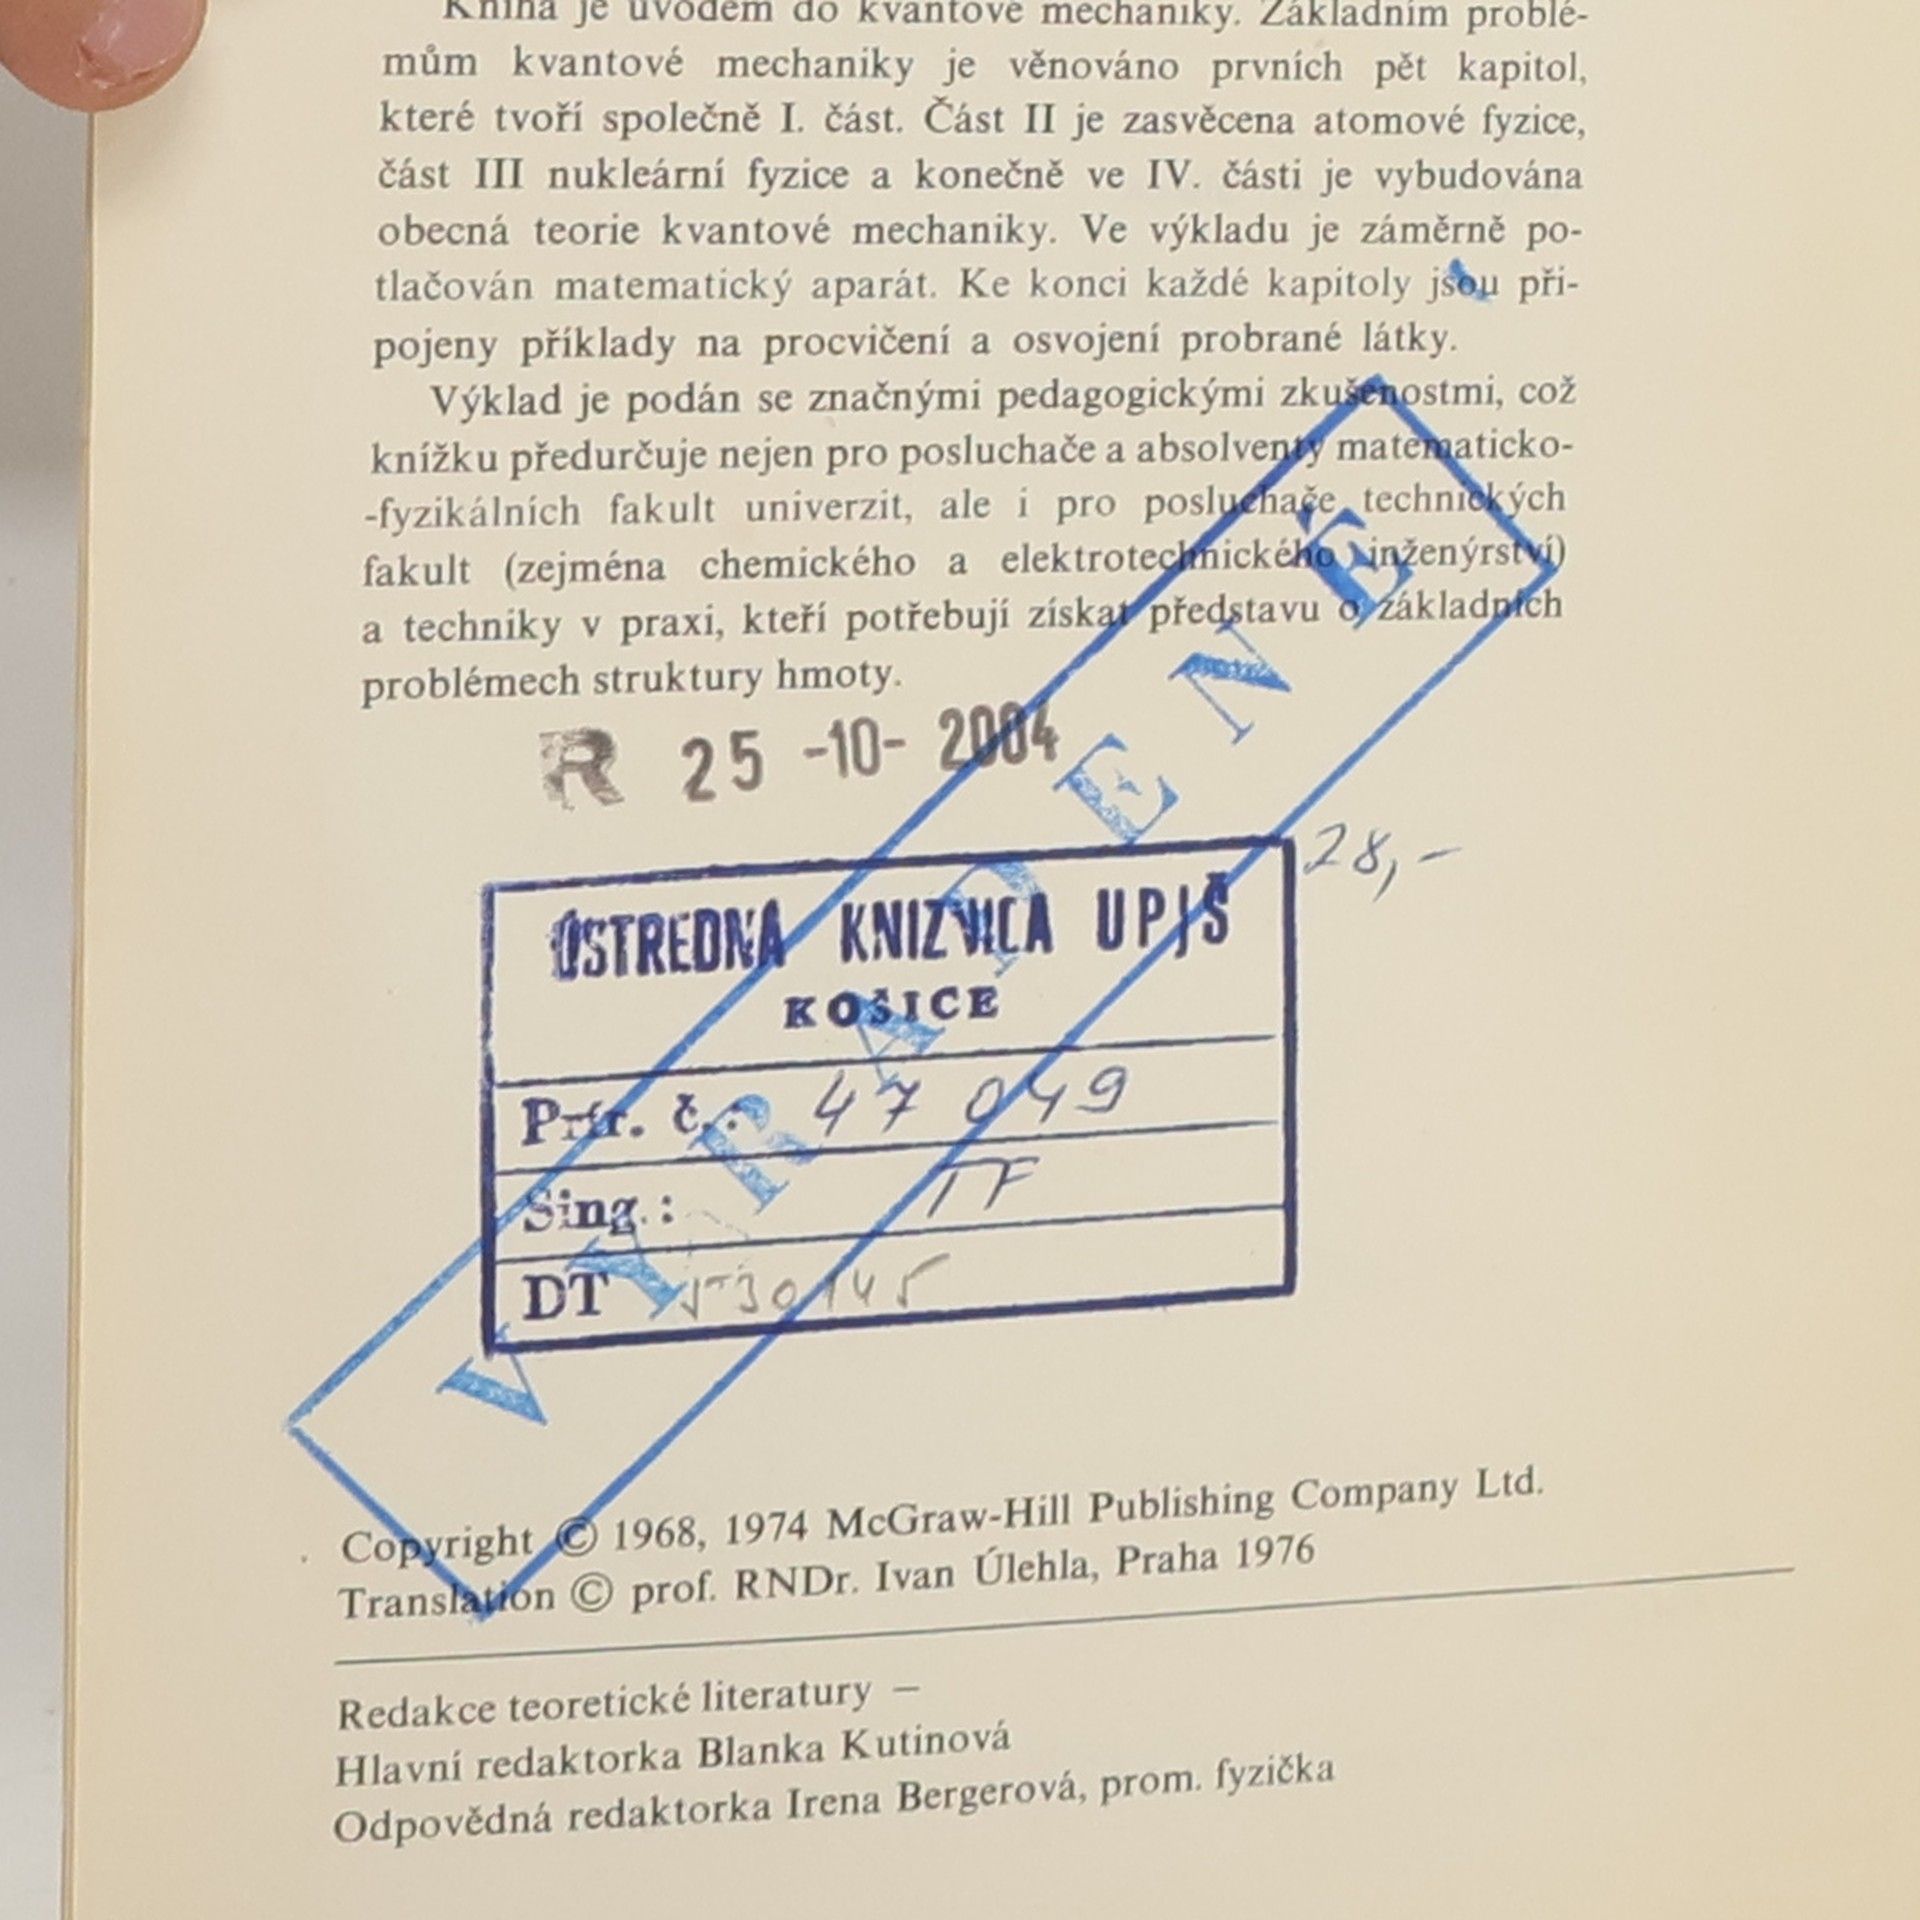 Kniha je úvodem do kvantové mechaniky. Základním problé-
mům kvantové mechaniky je věnováno prvních pět kapitol,
které tvoří společně I. část. Část II je zasvěcena atomové fyzice,
část III nukleární fyzice a konečně ve IV. části je vybudována
obecná teorie kvantové mechaniky. Ve výkladu je záměrně po-
tlačován matematický aparát. Ke konci každé kapitoly jsou při-
pojeny příklady na procvičení a osvojení probrané látky.
Výklad je podán se značnými pedagogickými zkušenostmi, což
knížku předurčuje nejen pro posluchače a absolventy matematicko-
-fyzikálních fakult univerzit, ale i pro posluchače technických
fakult (zejména chemického a elektrotechnického inženýrství)
a techniky v praxi, kteří potřebují získat představu o základních
problémech struktury hmoty.
R 25 -10- 2004
VYRADENÉ
28,-
ÚSTREDNÁ KNIŽNICA UPJŠ
KOŠICE
Prír. č.: 47 049
Sing.: TF
DT 530145
Copyright © 1968, 1974 McGraw-Hill Publishing Company Ltd.
Translation © prof. RNDr. Ivan Úlehla, Praha 1976
Redakce teoretické literatury —
Hlavní redaktorka Blanka Kutinová
Odpovědná redaktorka Irena Bergerová, prom. fyzička